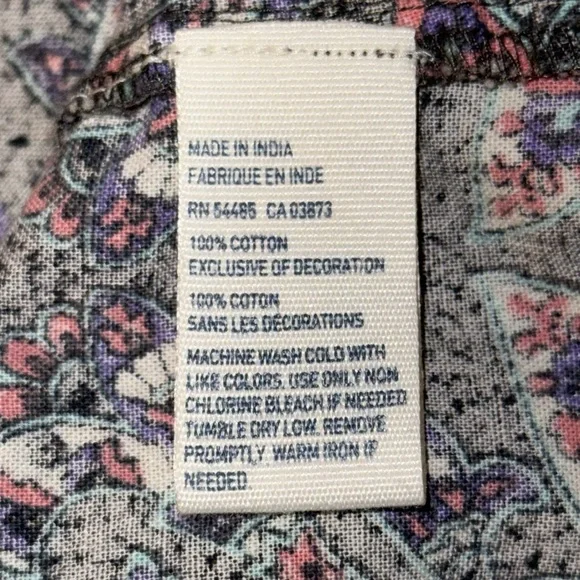 MADE IN INDIA
FABRIQUE EN INDE
RN 54485 CA 03873
100% COTTON
EXCLUSIVE OF DECORATION
100% COTON
SANS LES DÉCORATIONS
MACHINE WASH COLD WITH
LIKE COLORS. USE ONLY NON
CHLORINE BLEACH IF NEEDED
TUMBLE DRY LOW. REMOVE
PROMPTLY. WARM IRON IF
NEEDED